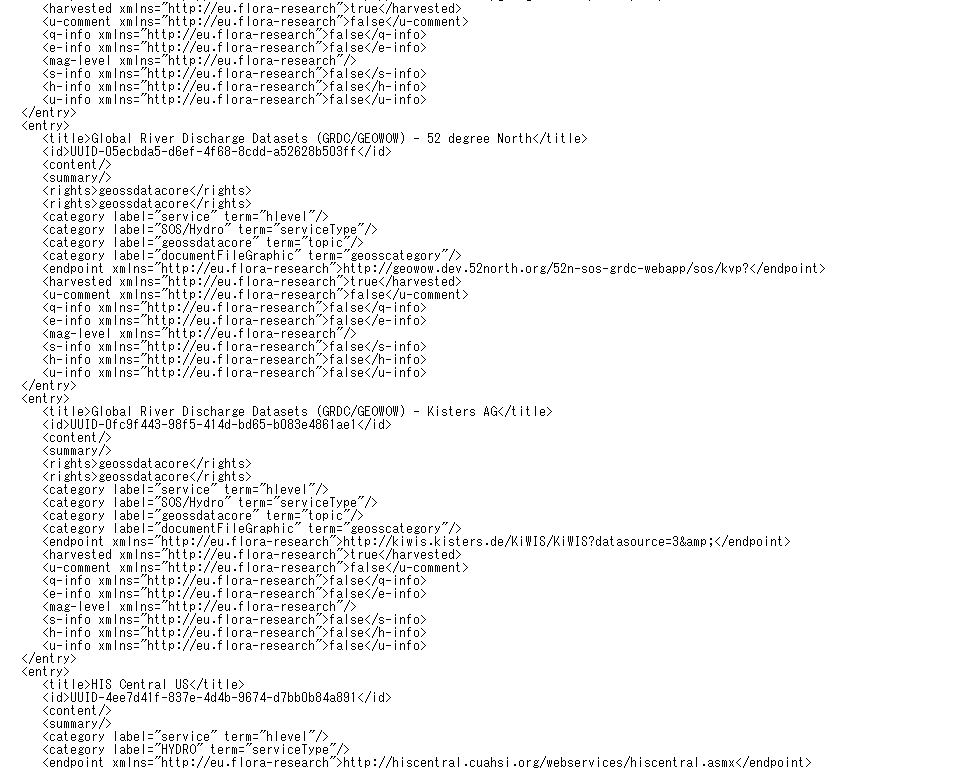 <harvested xmlns="http://eu.flora-research">true</harvested>
<u-comment xmlns="http://eu.flora-research">false</u-comment>
<q-info xmlns="http://eu.flora-research">false</q-info>
<e-info xmlns="http://eu.flora-research">false</e-info>
<mag-level xmlns="http://eu.flora-research"/>
<s-info xmlns="http://eu.flora-research">false</s-info>
<h-info xmlns="http://eu.flora-research">false</h-info>
<u-info xmlns="http://eu.flora-research">false</u-info>
</entry>
<entry>
<title>Global River Discharge Datasets (GRDC/GEOWOW) - 52 degree North</title>
<id>UUID-05ecbda5-d6ef-4f68-8cdd-a52628b503ff</id>
<content/>
<summary/>
<rights>geossdatacore</rights>
<rights>geossdatacore</rights>
<category label="service" term="hlevel"/>
<category label="SOS/Hydro" term="serviceType"/>
<category label="geossdatacore" term="topic"/>
<category label="documentFileGraphic" term="geosscategory"/>
<endpoint xmlns="http://eu.flora-research">http://geowow.dev.52north.org/52n-sos-grdc-webapp/sos/kvp?</endpoint>
<harvested xmlns="http://eu.flora-research">true</harvested>
<u-comment xmlns="http://eu.flora-research">false</u-comment>
<q-info xmlns="http://eu.flora-research">false</q-info>
<e-info xmlns="http://eu.flora-research">false</e-info>
<mag-level xmlns="http://eu.flora-research"/>
<s-info xmlns="http://eu.flora-research">false</s-info>
<h-info xmlns="http://eu.flora-research">false</h-info>
<u-info xmlns="http://eu.flora-research">false</u-info>
</entry>
<entry>
<title>Global River Discharge Datasets (GRDC/GEOWOW) - Kisters AG</title>
<id>UUID-0fc9f443-98f5-414d-bd65-b083e4861ae1</id>
<content/>
<summary/>
<rights>geossdatacore</rights>
<rights>geossdatacore</rights>
<category label="service" term="hlevel"/>
<category label="SOS/Hydro" term="serviceType"/>
<category label="geossdatacore" term="topic"/>
<category label="documentFileGraphic" term="geosscategory"/>
<endpoint xmlns="http://eu.flora-research">http://kiwis.kisters.de/KiWIS/KiWIS?datasource=3&amp;</endpoint>
<harvested xmlns="http://eu.flora-research">true</harvested>
<u-comment xmlns="http://eu.flora-research">false</u-comment>
<q-info xmlns="http://eu.flora-research">false</q-info>
<e-info xmlns="http://eu.flora-research">false</e-info>
<mag-level xmlns="http://eu.flora-research"/>
<s-info xmlns="http://eu.flora-research">false</s-info>
<h-info xmlns="http://eu.flora-research">false</h-info>
<u-info xmlns="http://eu.flora-research">false</u-info>
</entry>
<entry>
<title>HIS Central US</title>
<id>UUID-4ee7d41f-837e-4d4b-9674-d7bb0b84a891</id>
<content/>
<summary/>
<category label="service" term="hlevel"/>
<category label="HYDRO" term="serviceType"/>
<endpoint xmlns="http://eu.flora-research">http://hiscentral.cuahsi.org/webservices/hiscentral.asmx</endpoint>